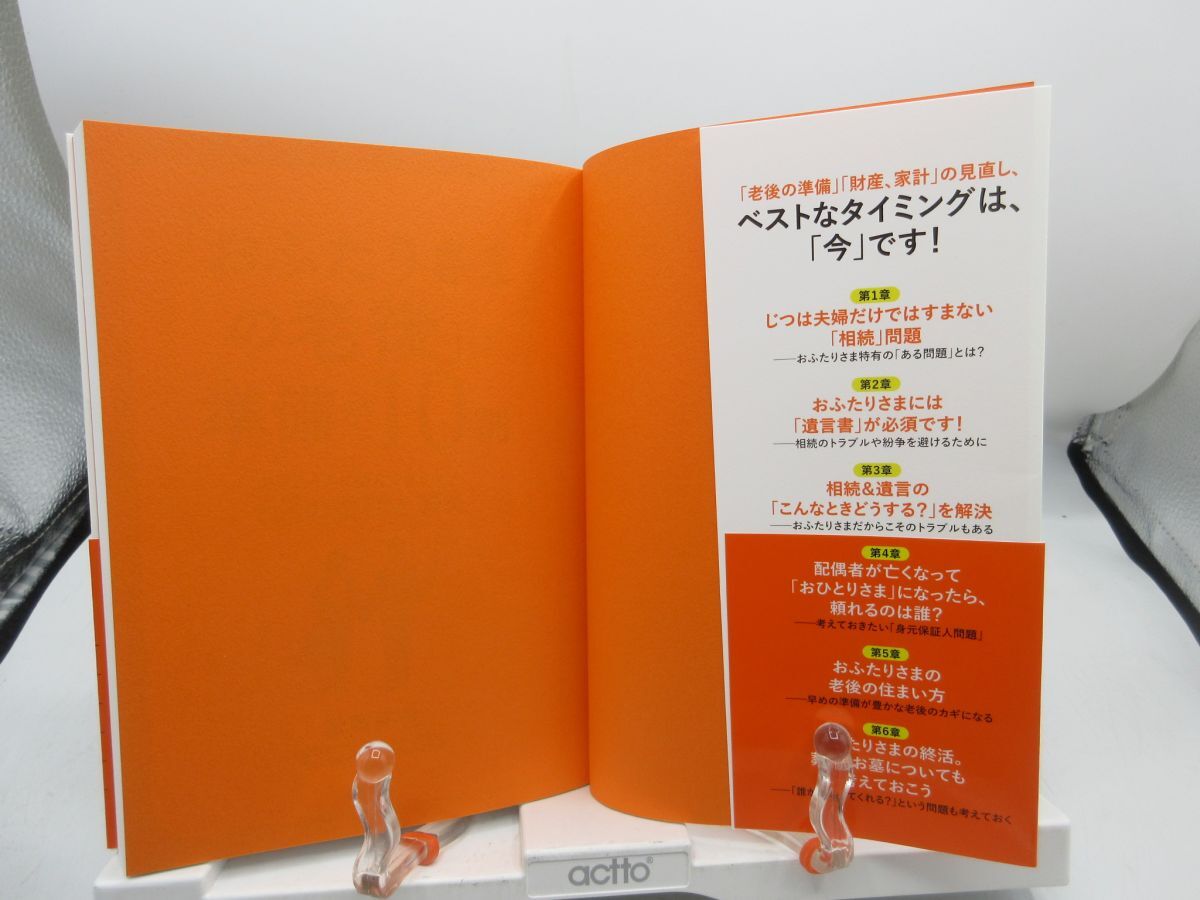 「老後の準備」「財産、家計」の見直し、
ベストなタイミングは、
「今」です！
第1章
じつは夫婦だけではすまない
「相続」問題
──おふたりさま特有の「ある問題」とは？
第2章
おふたりさまには
「遺言書」が必須です！
──相続のトラブルや紛争を避けるために
第3章
相続＆遺言の
「こんなときどうする？」を解決
──おふたりさまだからこそのトラブルもある
第4章
配偶者が亡くなって
「おひとりさま」になったら、
頼れるのは誰？
──考えておきたい「身元保証人問題」
第5章
おふたりさまの
老後の住まい方
──早めの準備が豊かな老後のカギになる
第6章
たりさまの終活。
お墓についても
考えておこう
──「誰が てくれる？」という問題も考えておく
actto®